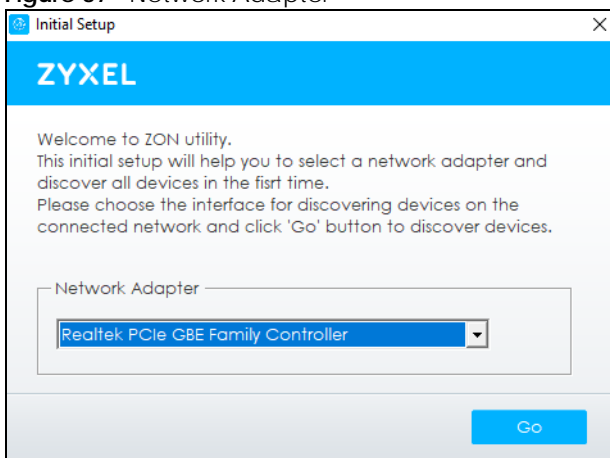 Network Adapter
Initial Setup
ZYXEL
Welcome to ZON utility.
This initial setup will help you to select a network adapter and
discover all devices in the fisrt time.
Please choose the interface for discovering devices on the
connected network and click 'Go' button to discover devices.
Network Adapter
Realtek PCIe GBE Family Controller
Go